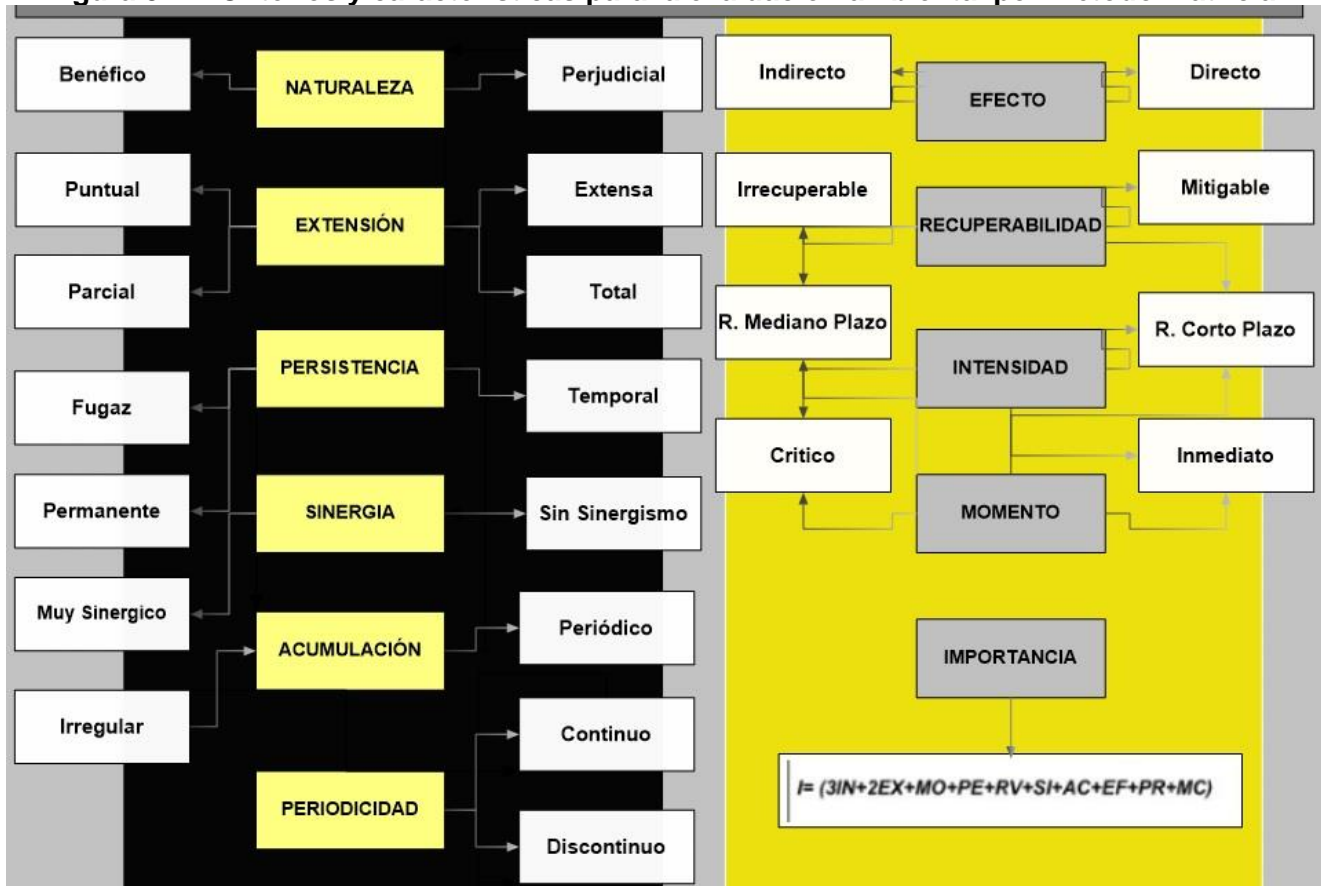 Benéfico
NATURALEZA
Perjudicial
Puntual
EXTENSIÓN
Extensa
Parcial
Total
PERSISTENCIA
Fugaz
Temporal
Permanente
SINERGIA
Sin Sinergismo
Muy Sinergico
ACUMULACIÓN
Periódico
Irregular
Continuo
PERIODICIDAD
Discontinuo
Indirecto
EFECTO
Directo
Irrecuperable
RECUPERABILIDAD
Mitigable
R. Mediano Plazo
INTENSIDAD
R. Corto Plazo
Critico
Inmediato
MOMENTO
IMPORTANCIA
I= (3IN+2EX+MO+PE+RV+SI+AC+EF+PR+MC)